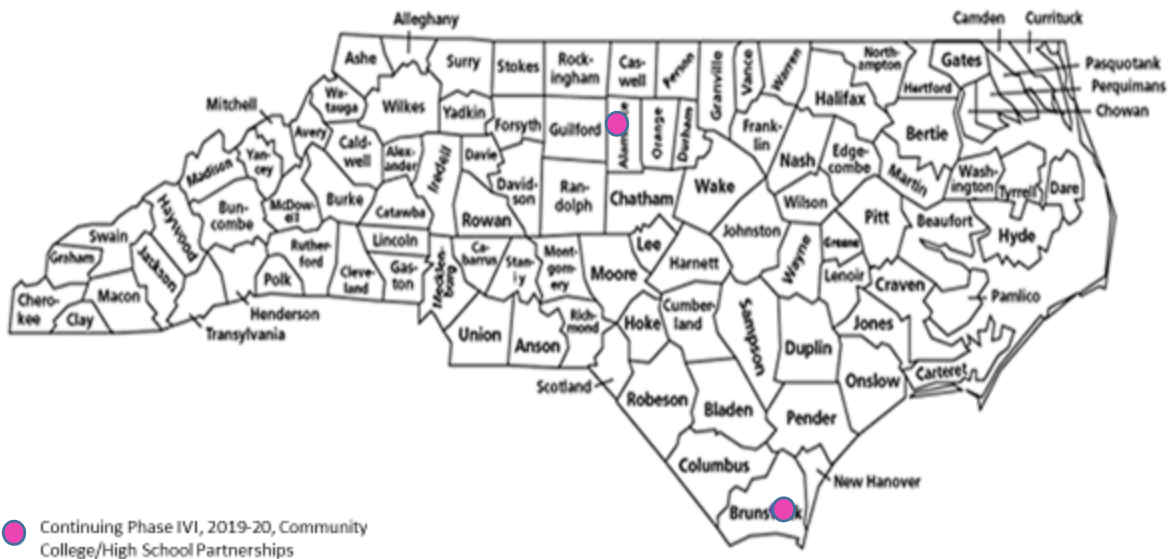 Alleghany
Camden
Currituck
Ashe
Surry
Stokes
Rock-
ingham
Cas-
well
Person
Granville
Vance
Warren
North-
ampton
Gates
Pasquotank
Hertford
Perquimans
Chowan
Mitchell
Wa-
tauga
Wilkes
Yadkin
Forsyth
Guilford
Orange
Durham
Frank-
lin
Halifax
Bertie
Avery
Cald-
well
Alex-
ander
Iredell
Davie
Nash
Edge-
combe
Martin
Wash-
ington
Tyrrell
Dare
Madison
Yan-
cey
McDow-
ell
Burke
Catawba
Rowan
David-
son
Ran-
dolph
Chatham
Wake
Wilson
Pitt
Beaufort
Hyde
Haywood
Bun-
combe
Swain
Graham
Jackson
Ruther-
ford
Polk
Cleve-
land
Lincoln
Gas-
ton
Mecklen-
burg
Ca-
barrus
Stan-
ly
Mont-
gom-
ery
Moore
Lee
Harnett
Johnston
Wayne
Greene
Lenoir
Craven
Pamlico
Chero-
kee
Clay
Macon
Henderson
Transylvania
Union
Anson
Rich-
mond
Hoke
Cumber-
land
Sampson
Duplin
Jones
Onslow
Carteret
Scotland
Robeson
Bladen
Pender
Columbus
New Hanover
Continuing Phase IVI, 2019-20, Community
College/High School Partnerships